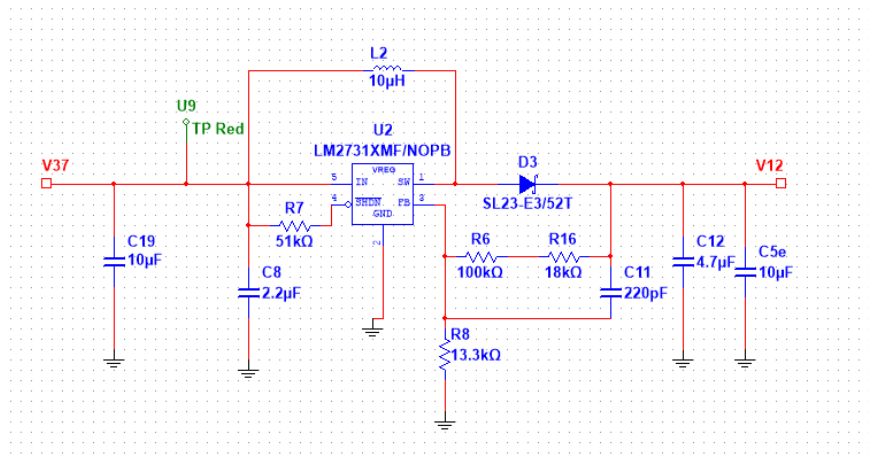 L2
10µH
U9
TP Red
U2
LM2731XMF/NOPB
V37
VREG
D3
V12
5
IN
SW
1
SL23-E3/52T
4
SHDN
FB
3
GND
R7
51kΩ
2
R6
100kΩ
R16
18kΩ
C19
10µF
C8
2.2µF
C11
220pF
C12
4.7µF
C5e
10µF
R8
13.3kΩ